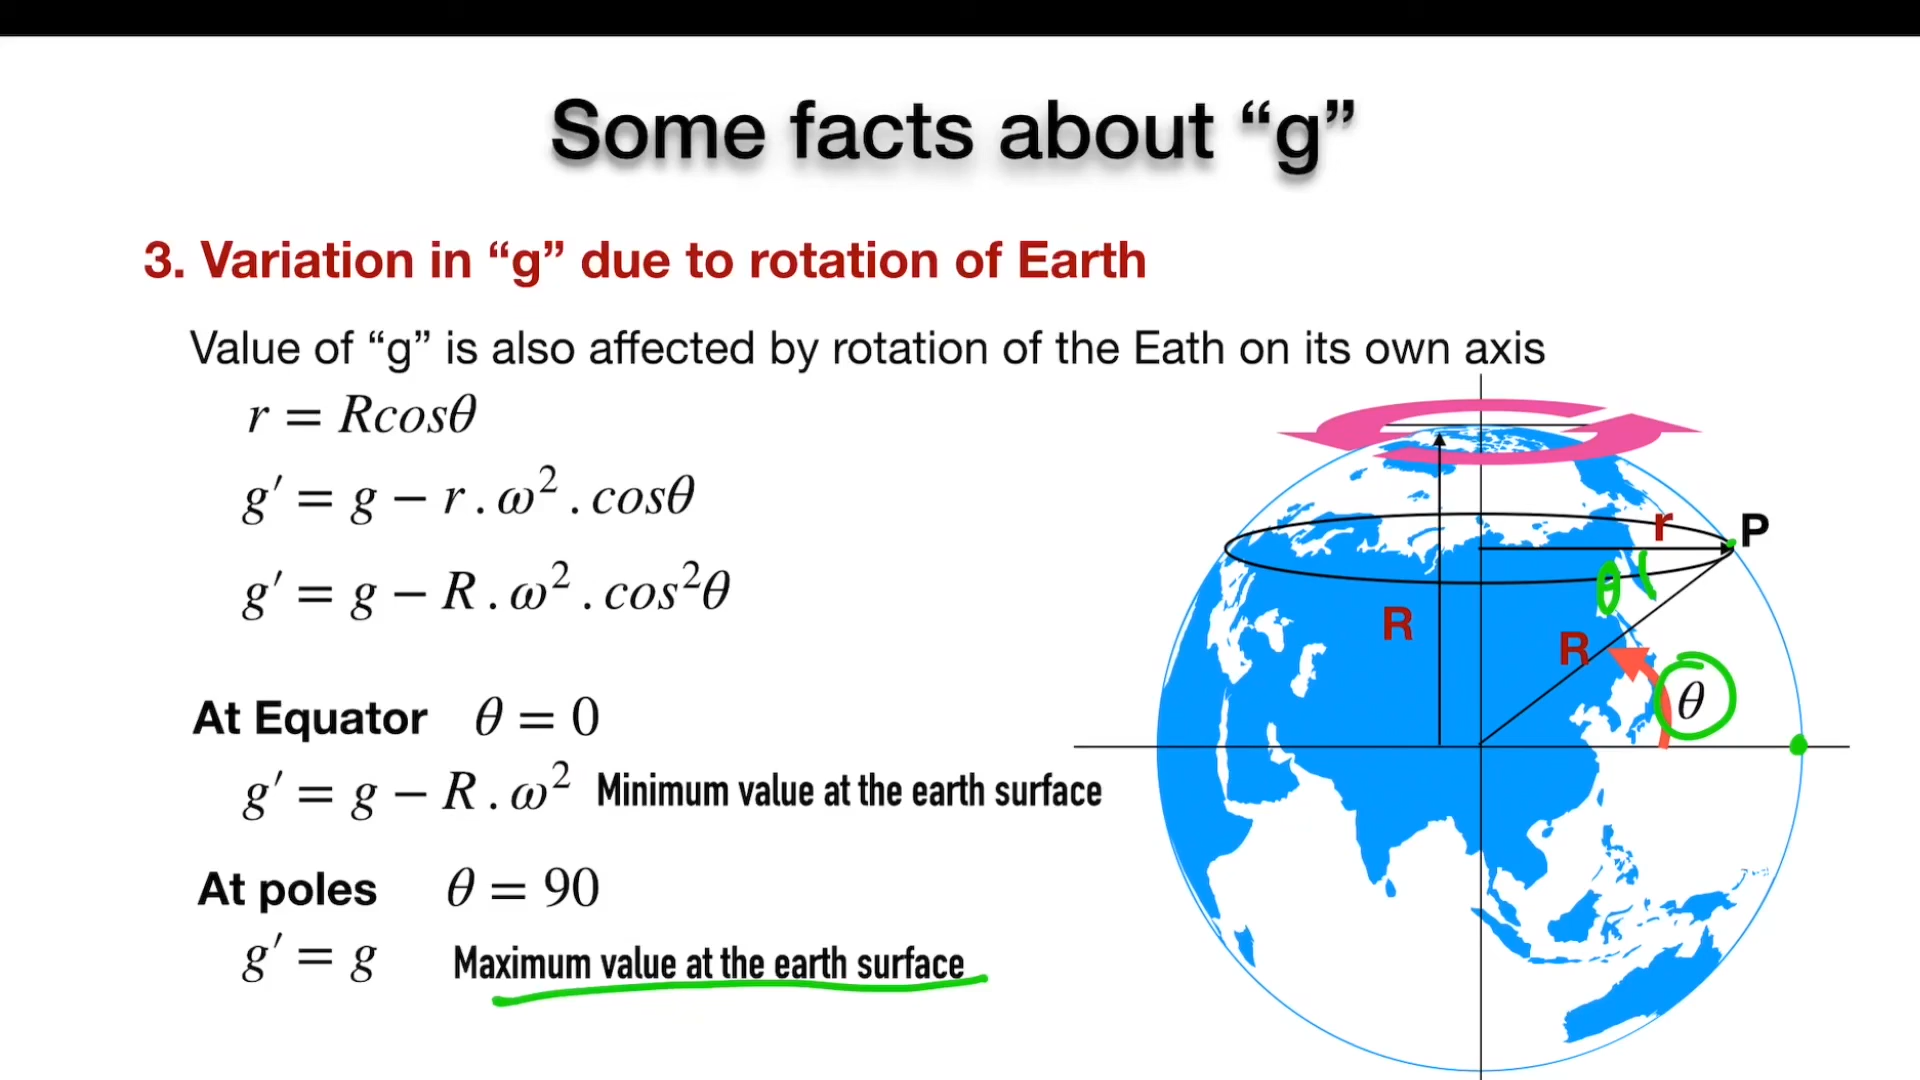 Some facts about “g”
3. Variation in “g” due to rotation of Earth
Value of “g” is also affected by rotation of the Eath on its own axis
r = Rcosθ
g′ = g − r . ω² . cosθ
g′ = g − R . ω² . cos²θ
At Equator θ = 0
g′ = g − R . ω² Minimum value at the earth surface
At poles θ = 90
g′ = g Maximum value at the earth surface
r
P
θ
R
R
θ